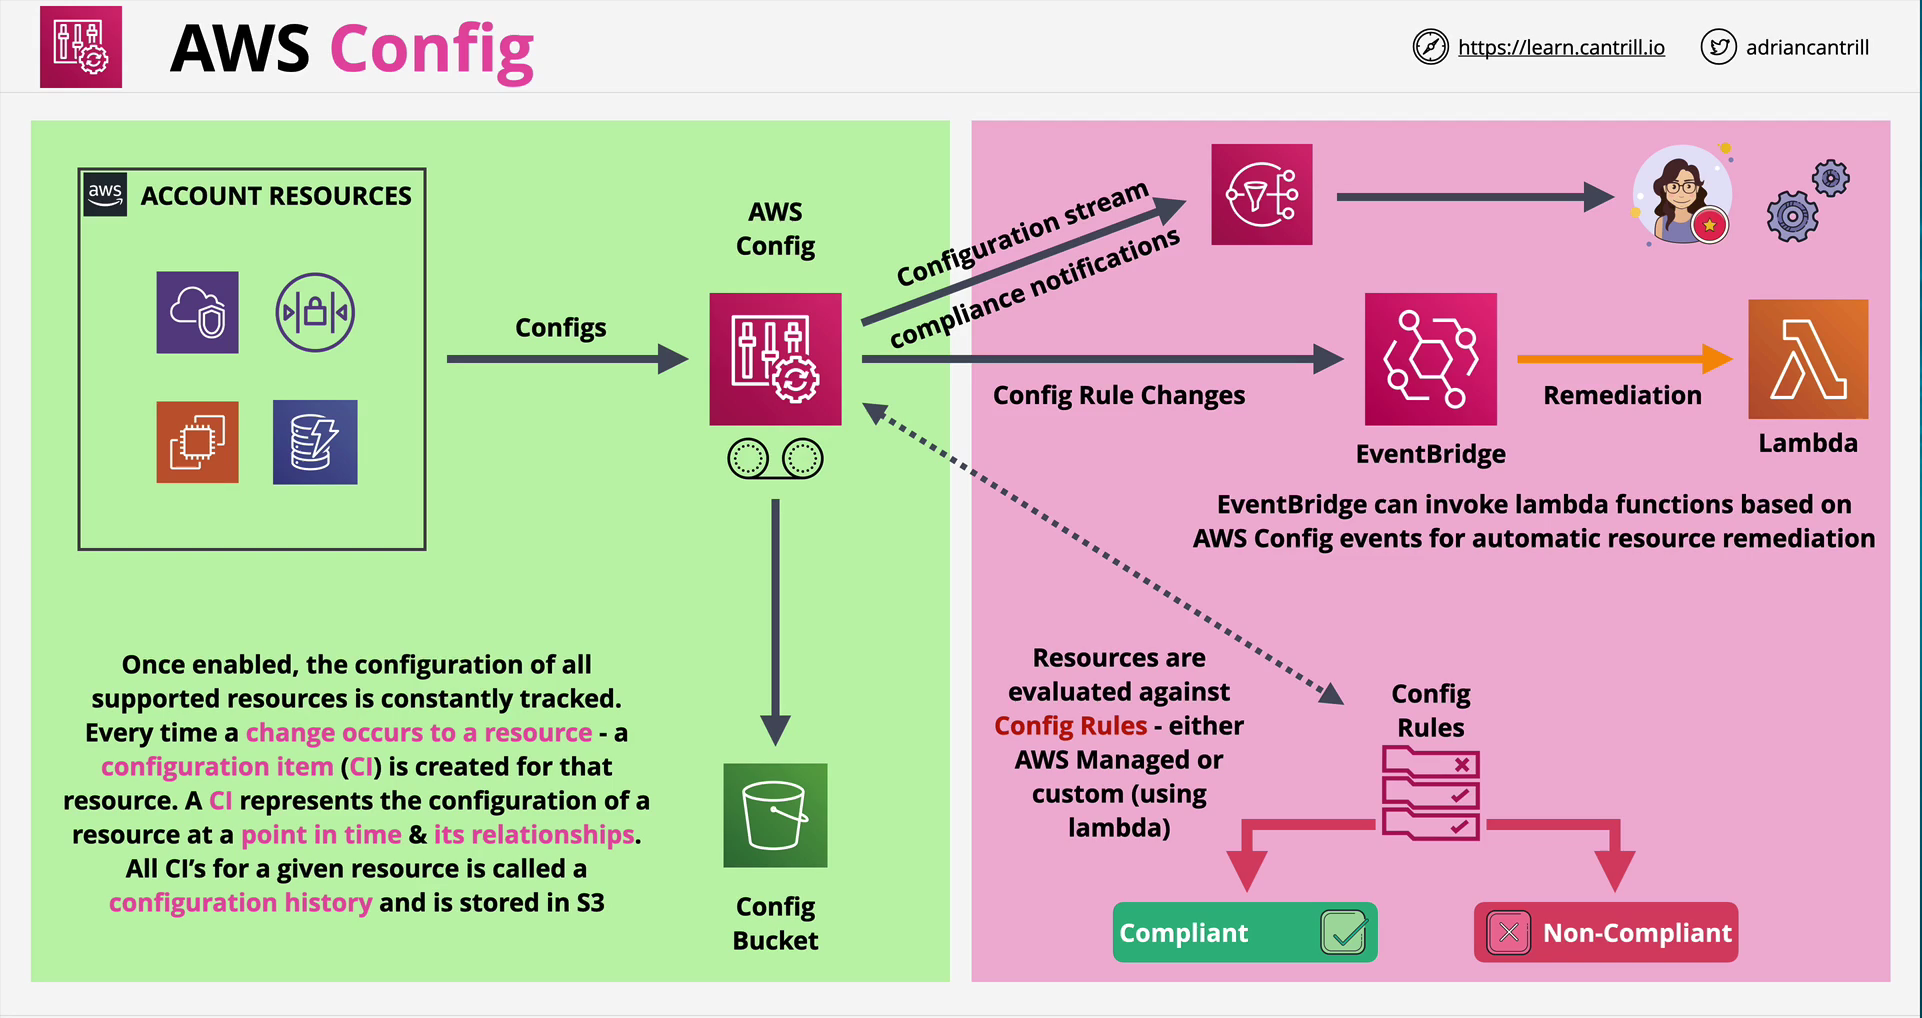 AWS Config
https://learn.cantrill.io
adriancantrill
aws
ACCOUNT RESOURCES
Configs
AWS
Config
Once enabled, the configuration of all
supported resources is constantly tracked.
Every time a change occurs to a resource - a
configuration item (CI) is created for that
resource. A CI represents the configuration of a
resource at a point in time & its relationships.
All CI's for a given resource is called a
configuration history and is stored in S3
Config
Bucket
Configuration stream
compliance notifications
Config Rule Changes
EventBridge
Remediation
Lambda
EventBridge can invoke lambda functions based on
AWS Config events for automatic resource remediation
Resources are
evaluated against
Config Rules - either
AWS Managed or
custom (using
lambda)
Config
Rules
Compliant
Non-Compliant